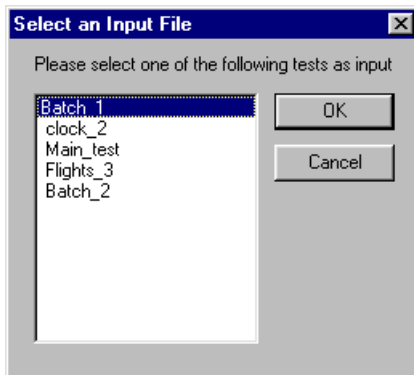 Select an Input File
Please select one of the following tests as input
Batch_1
clock_2
Main_test
Flights_3
Batch_2
OK
Cancel